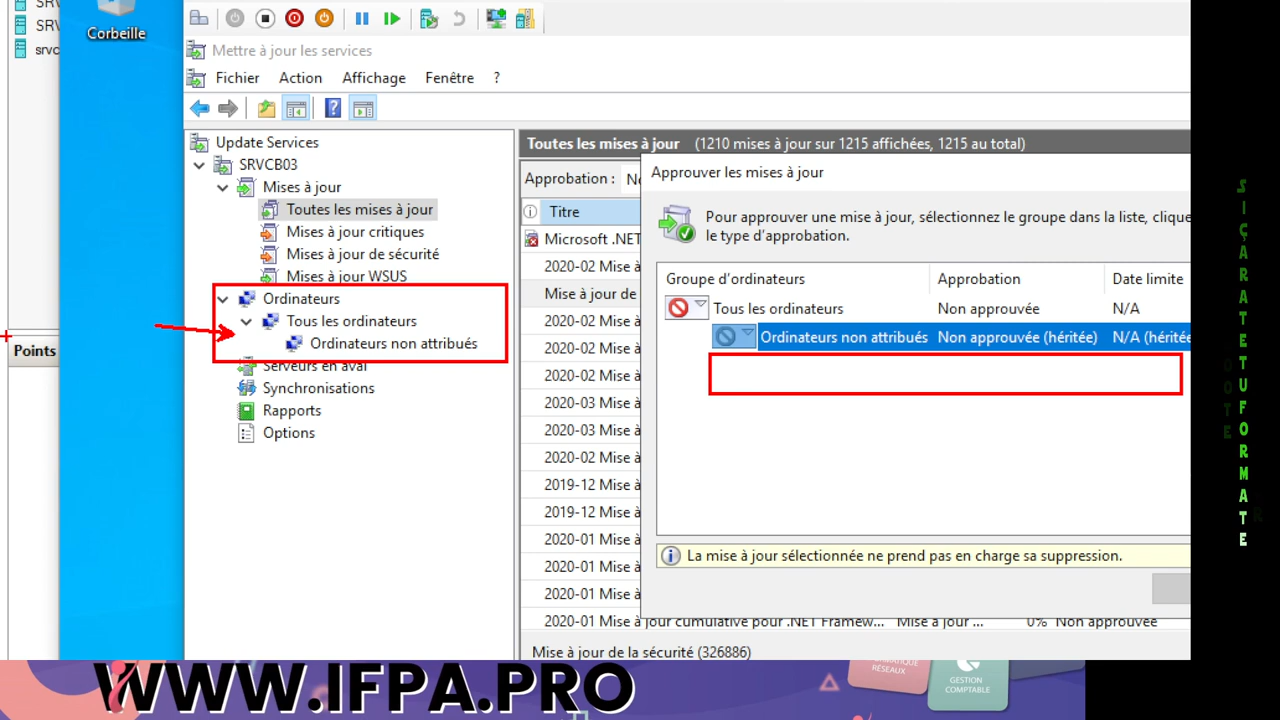 SRV
SRV
srvc
Corbeille
Points
Mettre à jour les services
Fichier Action Affichage Fenêtre ?
Update Services
SRVCB03
Mises à jour
Toutes les mises à jour
Mises à jour critiques
Mises à jour de sécurité
Mises à jour WSUS
Ordinateurs
Tous les ordinateurs
Ordinateurs non attribués
Serveurs en aval
Synchronisations
Rapports
Options
Toutes les mises à jour (1210 mises à jour sur 1215 affichées, 1215 au total)
Approbation :
Titre
Microsoft .NET
2020-02 Mise à
Mise à jour de
2020-02 Mise à
2020-02 Mise à
2020-02 Mise à
2020-03 Mise à
2020-03 Mise à
2020-02 Mise à
2019-12 Mise à
2019-12 Mise à
2020-01 Mise à
2020-01 Mise à
2020-01 Mise à
2020-01 Mise à jour cumulative pour .NET Framew... Mise à jour ... 0% Non approuvée
Mise à jour de la sécurité (326886)
Approuver les mises à jour
Pour approuver une mise à jour, sélectionnez le groupe dans la liste, clique
le type d'approbation.
Groupe d'ordinateurs Approbation Date limite
Tous les ordinateurs Non approuvée N/A
Ordinateurs non attribués Non approuvée (héritée) N/A (héritée
La mise à jour sélectionnée ne prend pas en charge sa suppression.
SIÇARATETUFORMATE
WWW.IFPA.PRO
RÉSEAUX
GESTION
COMPTABLE